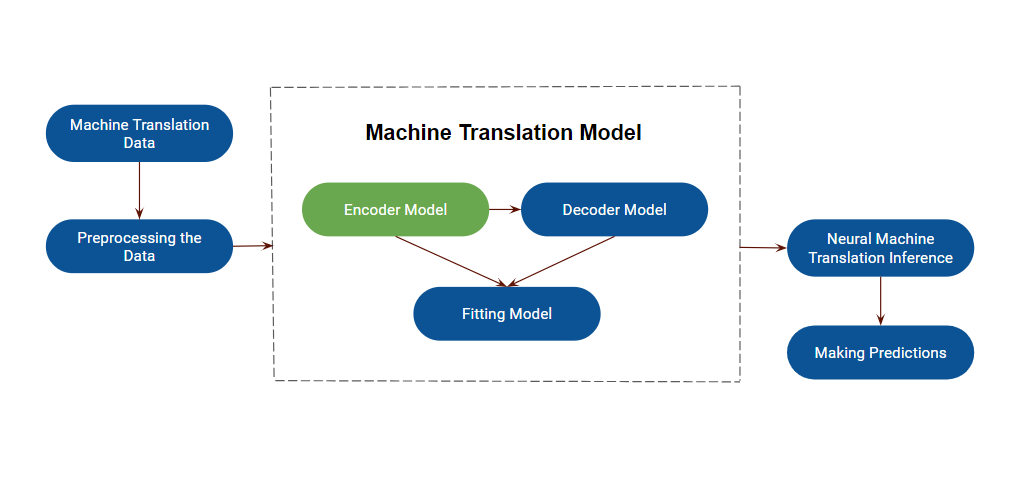 Machine Translation
Data
Preprocessing the
Data
Machine Translation Model
Encoder Model
Decoder Model
Fitting Model
Neural Machine
Translation Inference
Making Predictions